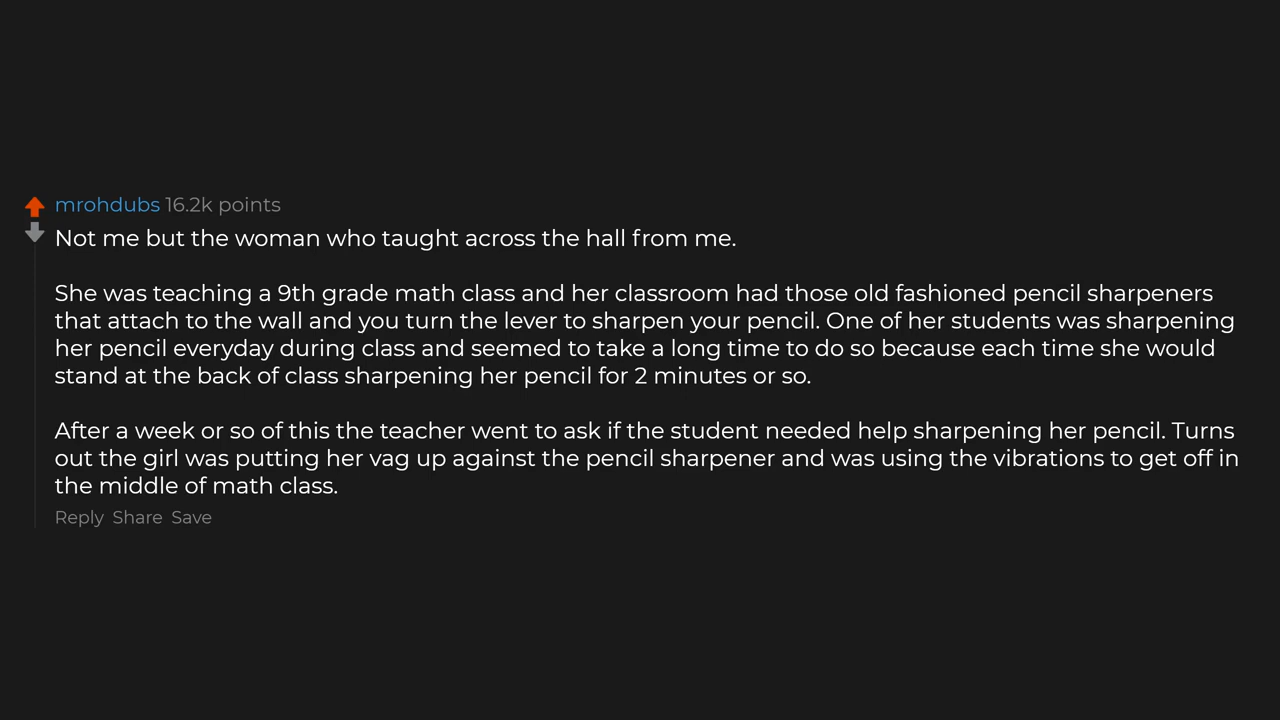 mrohdubs 16.2k points
Not me but the woman who taught across the hall from me.
She was teaching a 9th grade math class and her classroom had those old fashioned pencil sharpeners
that attach to the wall and you turn the lever to sharpen your pencil. One of her students was sharpening
her pencil everyday during class and seemed to take a long time to do so because each time she would
stand at the back of class sharpening her pencil for 2 minutes or so.
After a week or so of this the teacher went to ask if the student needed help sharpening her pencil. Turns
out the girl was putting her vag up against the pencil sharpener and was using the vibrations to get off in
the middle of math class.
Reply Share Save